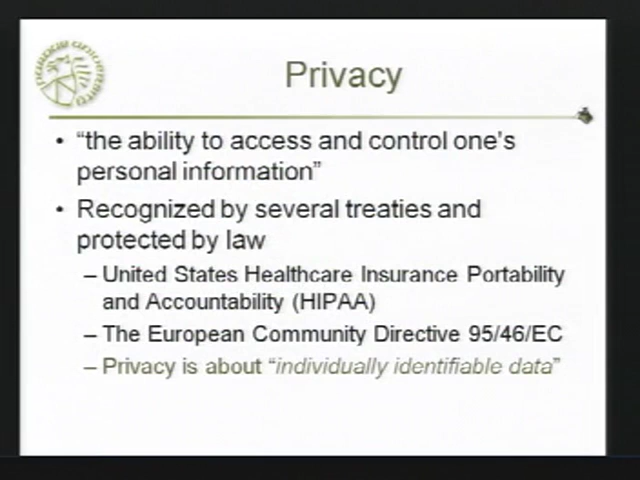 Privacy
• “the ability to access and control one's
personal information”
• Recognized by several treaties and
protected by law
– United States Healthcare Insurance Portability
and Accountability (HIPAA)
– The European Community Directive 95/46/EC
– Privacy is about “individually identifiable data”